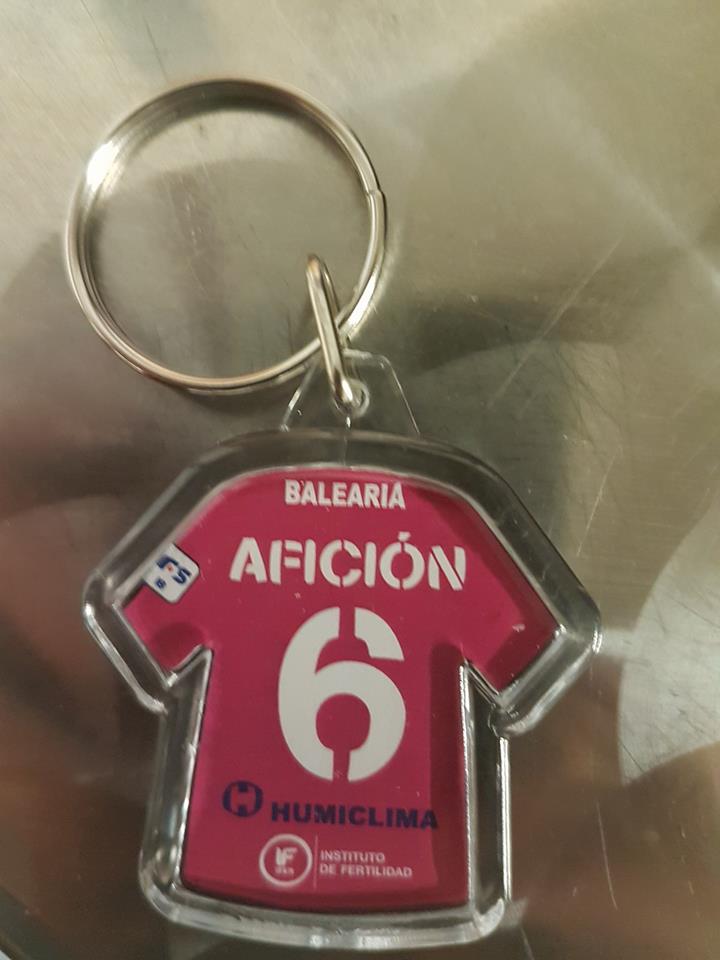 BALEARIA
AFICIÓN
6
HUMICLIMA
INSTITUTO
DE FERTILIDAD